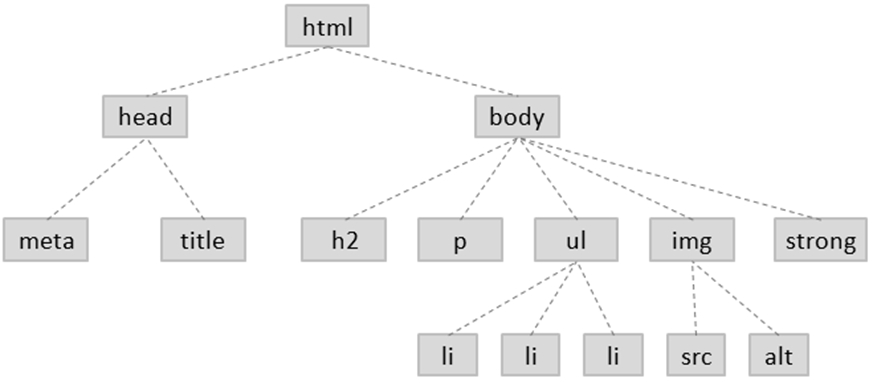 html
head
body
meta
title
h2
p
ul
img
strong
li
li
li
src
alt